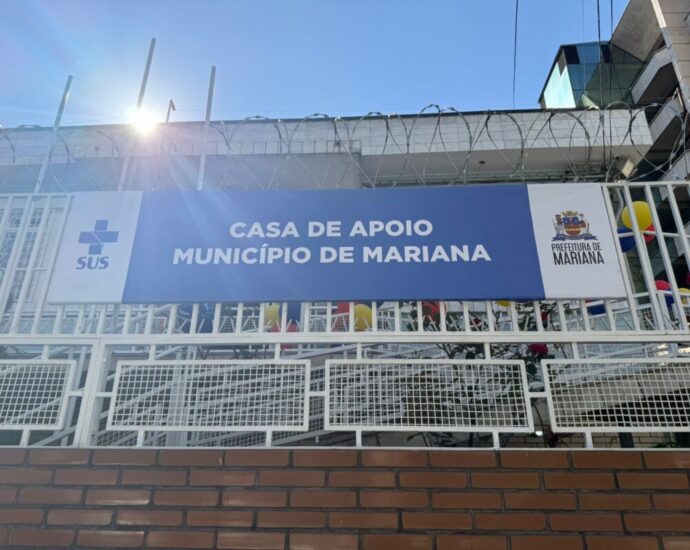 CASA DE APOIO
MUNICÍPIO DE MARIANA
SUS
PREFEITURA DE
MARIANA